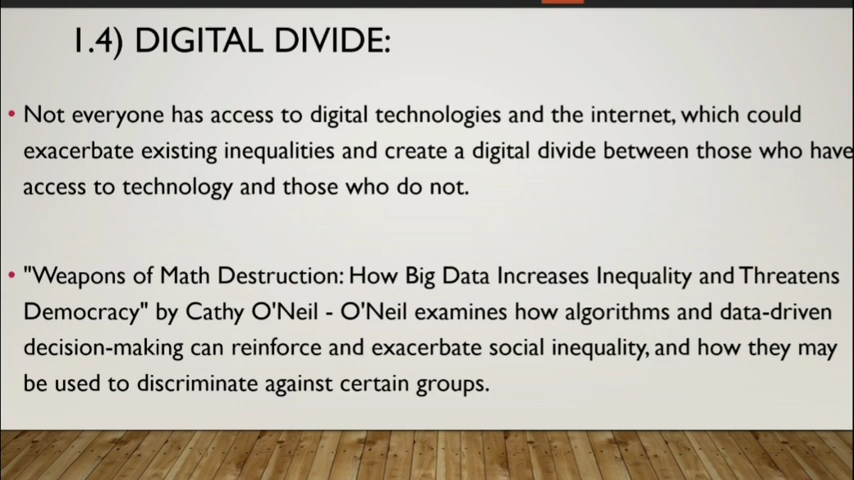 1.4) DIGITAL DIVIDE:
• Not everyone has access to digital technologies and the internet, which could
exacerbate existing inequalities and create a digital divide between those who have
access to technology and those who do not.
• "Weapons of Math Destruction: How Big Data Increases Inequality and Threatens
Democracy" by Cathy O'Neil - O'Neil examines how algorithms and data-driven
decision-making can reinforce and exacerbate social inequality, and how they may
be used to discriminate against certain groups.